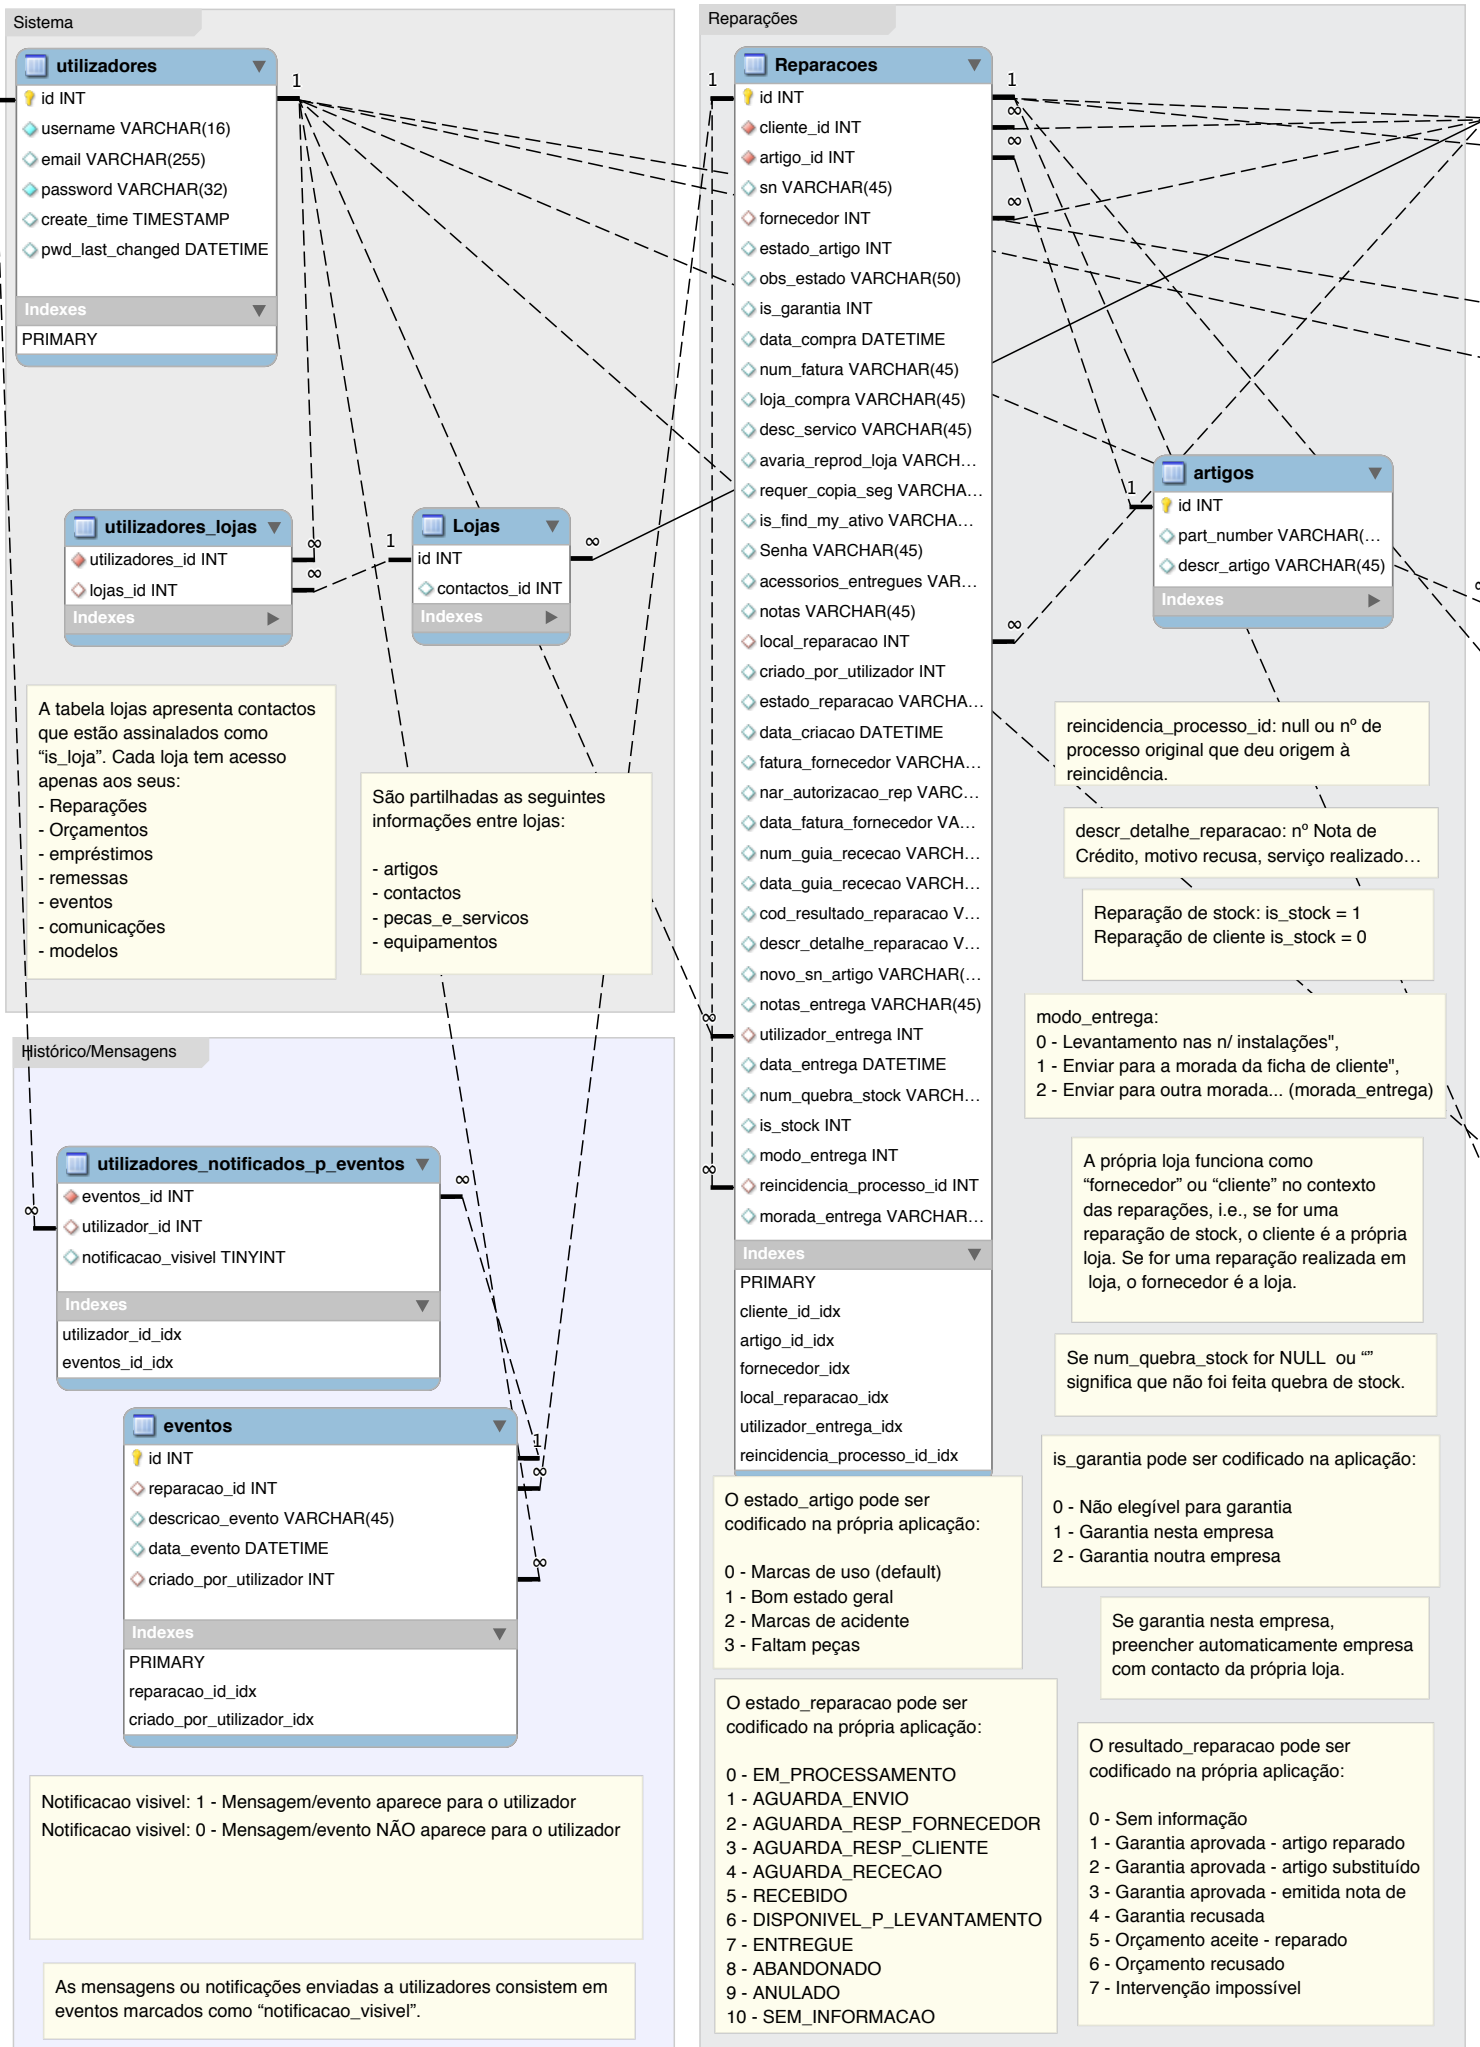 Sistema
utilizadores
1
id INT
username VARCHAR(16)
email VARCHAR(255)
password VARCHAR(32)
create_time TIMESTAMP
pwd_last_changed DATETIME
Indexes
PRIMARY
utilizadores_lojas
utilizadores_id INT
∞
lojas_id INT
∞
Indexes
Lojas
1
id INT
∞
contactos_id INT
Indexes
A tabela lojas apresenta contactos
que estão assinalados como
“is_loja”. Cada loja tem acesso
apenas aos seus:
- Reparações
- Orçamentos
- empréstimos
- remessas
- eventos
- comunicações
- modelos
São partilhadas as seguintes
informações entre lojas:
- artigos
- contactos
- pecas_e_servicos
- equipamentos
Histórico/Mensagens
utilizadores_notificados_p_eventos
eventos_id INT
∞
utilizador_id INT
∞
notificacao_visivel TINYINT
Indexes
utilizador_id_idx
eventos_id_idx
eventos
id INT
1
reparacao_id INT
∞
descricao_evento VARCHAR(45)
data_evento DATETIME
criado_por_utilizador INT
∞
Indexes
PRIMARY
reparacao_id_idx
criado_por_utilizador_idx
Notificacao visivel: 1 - Mensagem/evento aparece para o utilizador
Notificacao visivel: 0 - Mensagem/evento NÃO aparece para o utilizador
As mensagens ou notificações enviadas a utilizadores consistem em
eventos marcados como “notificacao_visivel”.
Reparações
Reparacoes
1
1
id INT
∞
cliente_id INT
∞
artigo_id INT
sn VARCHAR(45)
∞
fornecedor INT
estado_artigo INT
obs_estado VARCHAR(50)
is_garantia INT
data_compra DATETIME
num_fatura VARCHAR(45)
loja_compra VARCHAR(45)
desc_servico VARCHAR(45)
avaria_reprod_loja VARCH…
requer_copia_seg VARCHA…
is_find_my_ativo VARCHA…
Senha VARCHAR(45)
acessorios_entregues VAR…
notas VARCHAR(45)
∞
local_reparacao INT
criado_por_utilizador INT
estado_reparacao VARCHA…
data_criacao DATETIME
fatura_fornecedor VARCHA…
nar_autorizacao_rep VARC…
data_fatura_fornecedor VA…
num_guia_rececao VARCH…
data_guia_rececao VARCH…
cod_resultado_reparacao V…
descr_detalhe_reparacao V…
novo_sn_artigo VARCHAR(…
notas_entrega VARCHAR(45)
∞
utilizador_entrega INT
data_entrega DATETIME
num_quebra_stock VARCH…
is_stock INT
modo_entrega INT
∞
reincidencia_processo_id INT
morada_entrega VARCHAR…
Indexes
PRIMARY
cliente_id_idx
artigo_id_idx
fornecedor_idx
local_reparacao_idx
utilizador_entrega_idx
reincidencia_processo_id_idx
artigos
1
id INT
part_number VARCHAR(…
descr_artigo VARCHAR(45)
Indexes
reincidencia_processo_id: null ou nº de
processo original que deu origem à
reincidência.
descr_detalhe_reparacao: nº Nota de
Crédito, motivo recusa, serviço realizado…
Reparação de stock: is_stock = 1
Reparação de cliente is_stock = 0
modo_entrega:
0 - Levantamento nas n/ instalações",
1 - Enviar para a morada da ficha de cliente",
2 - Enviar para outra morada... (morada_entrega)
A própria loja funciona como
“fornecedor” ou “cliente” no contexto
das reparações, i.e., se for uma
reparação de stock, o cliente é a própria
loja. Se for uma reparação realizada em
loja, o fornecedor é a loja.
Se num_quebra_stock for NULL  ou “”
significa que não foi feita quebra de stock.
is_garantia pode ser codificado na aplicação:
0 - Não elegível para garantia
1 - Garantia nesta empresa
2 - Garantia noutra empresa
Se garantia nesta empresa,
preencher automaticamente empresa
com contacto da própria loja.
O estado_artigo pode ser
codificado na própria aplicação:
0 - Marcas de uso (default)
1 - Bom estado geral
2 - Marcas de acidente
3 - Faltam peças
O estado_reparacao pode ser
codificado na própria aplicação:
0 - EM_PROCESSAMENTO
1 - AGUARDA_ENVIO
2 - AGUARDA_RESP_FORNECEDOR
3 - AGUARDA_RESP_CLIENTE
4 - AGUARDA_RECECAO
5 - RECEBIDO
6 - DISPONIVEL_P_LEVANTAMENTO
7 - ENTREGUE
8 - ABANDONADO
9 - ANULADO
10 - SEM_INFORMACAO
O resultado_reparacao pode ser
codificado na própria aplicação:
0 - Sem informação
1 - Garantia aprovada - artigo reparado
2 - Garantia aprovada - artigo substituído
3 - Garantia aprovada - emitida nota de
4 - Garantia recusada
5 - Orçamento aceite - reparado
6 - Orçamento recusado
7 - Intervenção impossível